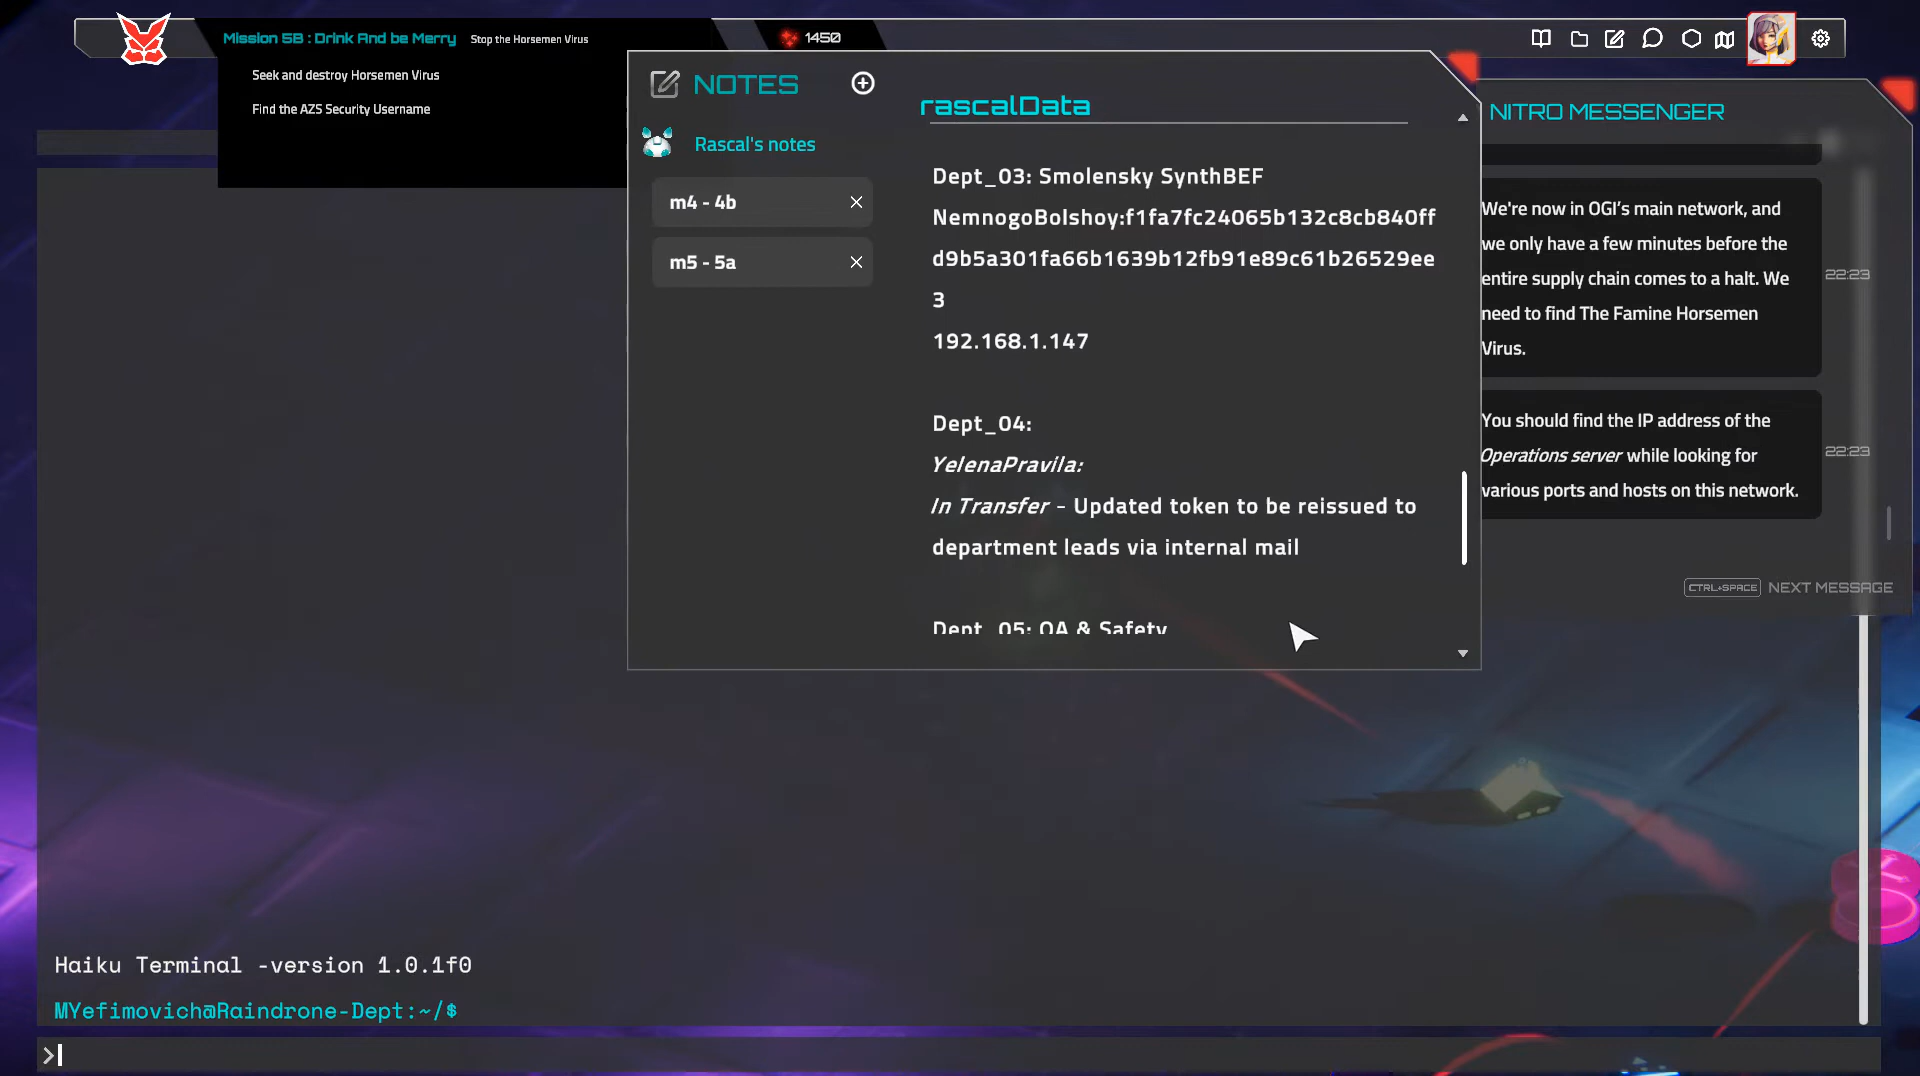 Mission 5B : Drink And be Merry
Stop the Horsemen Virus
1450
Seek and destroy Horsemen Virus
Find the AZS Security Username
NOTES
Rascal's notes
m4 - 4b
m5 - 5a
rascalData
Dept_03: Smolensky SynthBEF
NemnogoBolshoy:f1fa7fc24065b132c8cb840ff
d9b5a301fa66b1639b12fb91e89c61b26529ee
3
192.168.1.147
Dept_04:
YelenaPravila:
In Transfer - Updated token to be reissued to
department leads via internal mail
Dept_05: QA & Safety
NITRO MESSENGER
We're now in OGI's main network, and
we only have a few minutes before the
entire supply chain comes to a halt. We
need to find The Famine Horsemen
Virus.
22:23
You should find the IP address of the
Operations server while looking for
various ports and hosts on this network.
22:23
CTRL+SPACE NEXT MESSAGE
Haiku Terminal -version 1.0.1f0
MYefimovich@Raindrone-Dept:~/$
>